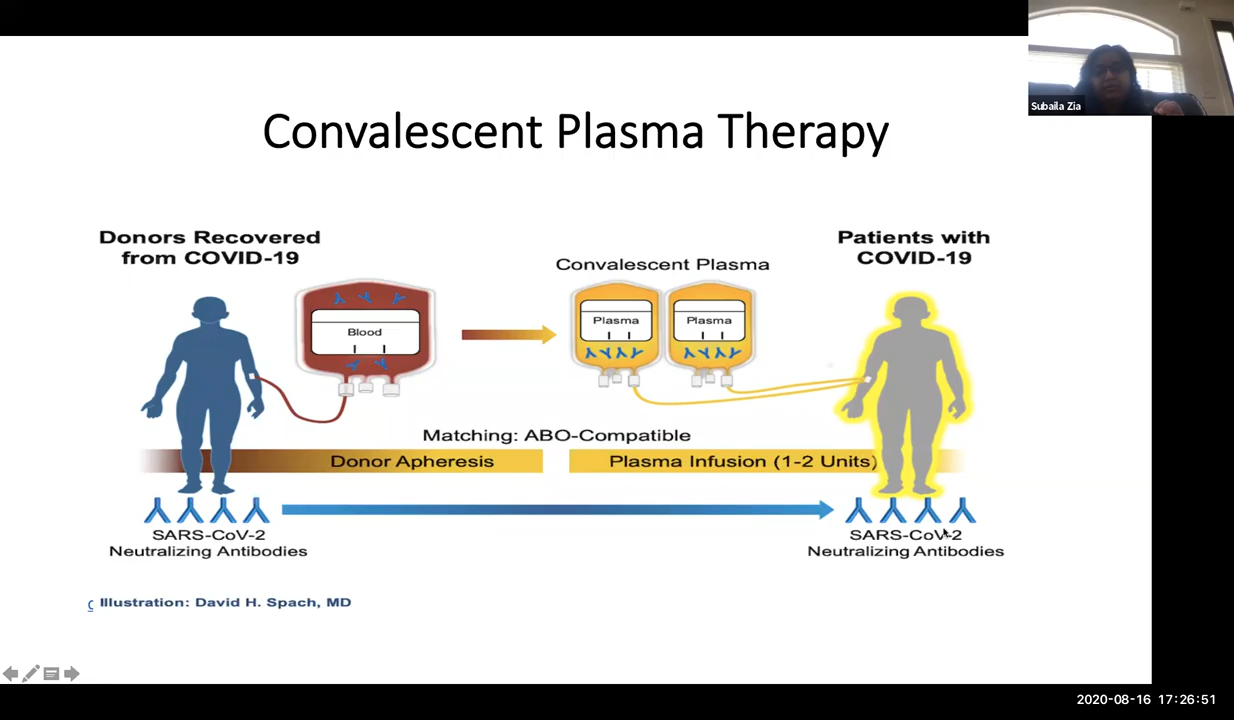 Subaila Zia
Convalescent Plasma Therapy
Donors Recovered
from COVID-19
Patients with
COVID-19
Convalescent Plasma
Blood
Plasma
Plasma
Matching: ABO-Compatible
Donor Apheresis
Plasma Infusion (1-2 Units)
SARS-CoV-2
Neutralizing Antibodies
SARS-CoV-2
Neutralizing Antibodies
Illustration: David H. Spach, MD
2020-08-16 17:26:51